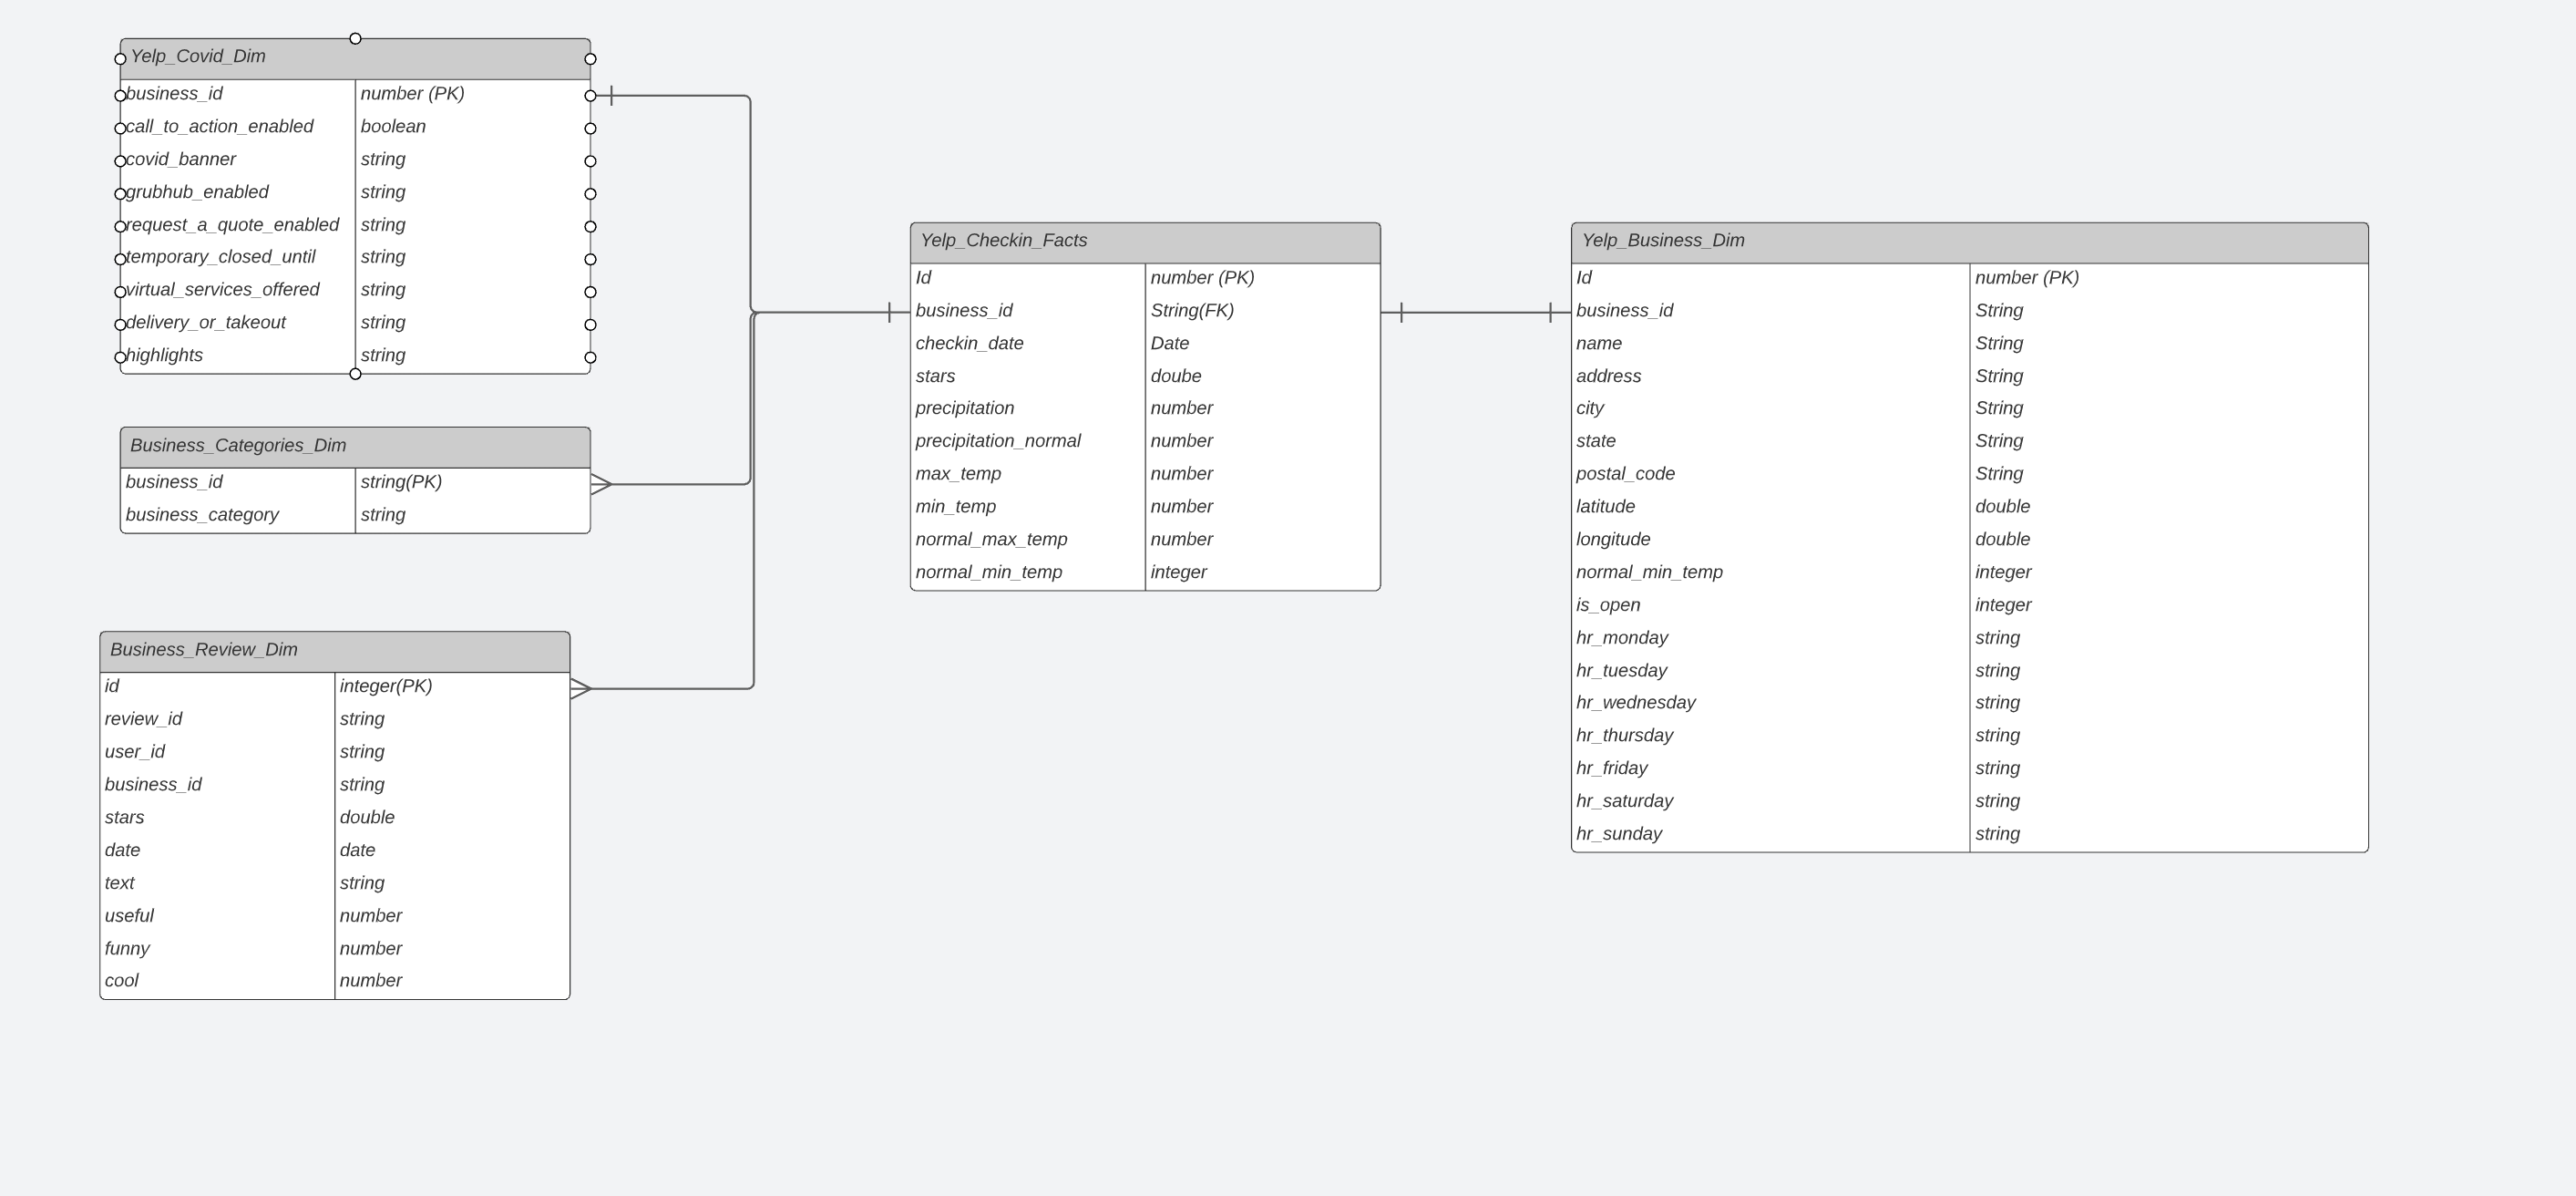 Yelp_Covid_Dim
business_id number (PK)
call_to_action_enabled boolean
covid_banner string
grubhub_enabled string
request_a_quote_enabled string
temporary_closed_until string
virtual_services_offered string
delivery_or_takeout string
highlights string
Business_Categories_Dim
business_id string(PK)
business_category string
Business_Review_Dim
id integer(PK)
review_id string
user_id string
business_id string
stars double
date date
text string
useful number
funny number
cool number
Yelp_Checkin_Facts
Id number (PK)
business_id String(FK)
checkin_date Date
stars doube
precipitation number
precipitation_normal number
max_temp number
min_temp number
normal_max_temp number
normal_min_temp integer
Yelp_Business_Dim
Id number (PK)
business_id String
name String
address String
city String
state String
postal_code String
latitude double
longitude double
normal_min_temp integer
is_open integer
hr_monday string
hr_tuesday string
hr_wednesday string
hr_thursday string
hr_friday string
hr_saturday string
hr_sunday string